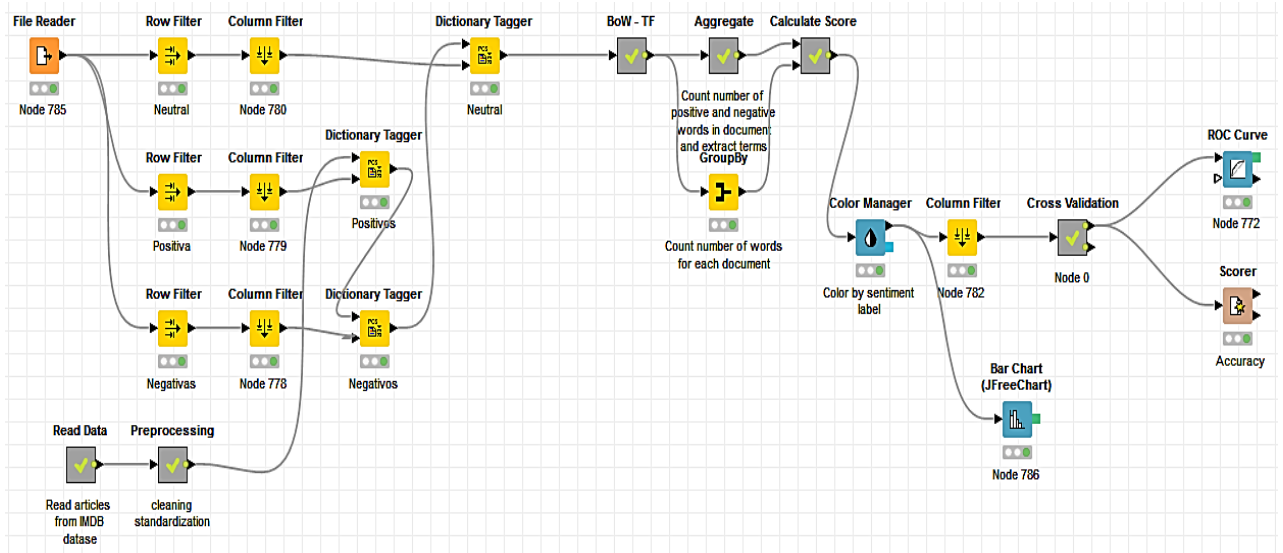 File Reader
Row Filter
Column Filter
Dictionary Tagger
BoW - TF
Aggregate
Calculate Score
Node 785
Neutral
Node 780
Neutral
Count number of
positive and negative
words in document
and extract terms
Row Filter
Column Filter
Dictionary Tagger
GroupBy
ROC Curve
Positiva
Node 779
Positivos
Count number of words
for each document
Color Manager
Column Filter
Cross Validation
Node 772
Color by sentiment
label
Node 782
Node 0
Scorer
Accuracy
Row Filter
Column Filter
Dictionary Tagger
Negativas
Node 778
Negativos
Bar Chart
(JFreeChart)
Node 786
Read Data
Preprocessing
Read articles
from IMDB
datase
cleaning
standardization